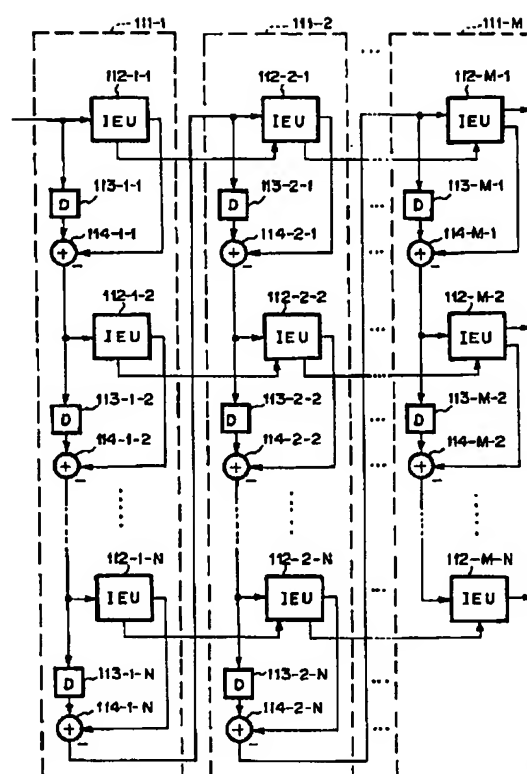 111-1
111-2
...
111-M
112-1-1
112-2-1
112-M-1
IEU
IEU
IEU
113-1-1
113-2-1
113-M-1
D
D
D
114-1-1
114-2-1
114-M-1
+
+
+
−
−
−
112-1-2
112-2-2
112-M-2
IEU
IEU
IEU
113-1-2
113-2-2
113-M-2
D
D
D
114-1-2
114-2-2
114-M-2
+
+
+
−
−
−
112-1-N
112-2-N
112-M-N
IEU
IEU
IEU
113-1-N
113-2-N
D
D
114-1-N
114-2-N
+
+
−
−